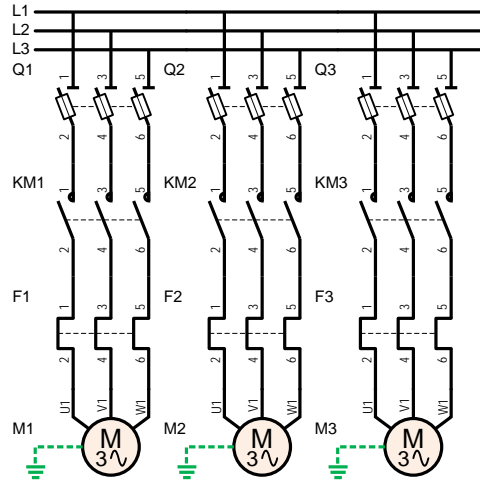 L1
L2
L3
Q1 1 3 5 Q2 1 3 5 Q3 1 3 5
2 4 6 2 4 6 2 4 6
KM1 1 3 5 KM2 1 3 5 KM3 1 3 5
2 4 6 2 4 6 2 4 6
F1 1 3 5 F2 1 3 5 F3 1 3 5
2 4 6 2 4 6 2 4 6
U1 V1 W1 U1 V1 W1 U1 V1 W1
M1 M M2 M M3 M
3 3 3